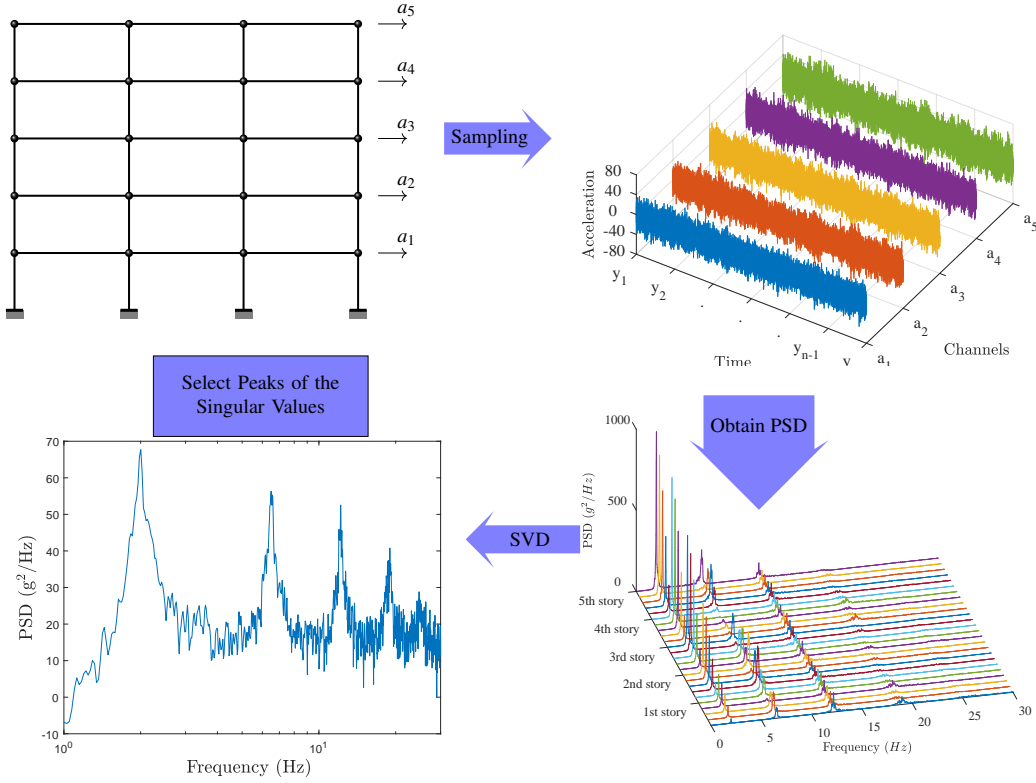 a5
a4
a3
a2
a1
Sampling
Acceleration
80
40
0
-40
-80
y1
y2
.
.
.
yn-1
y
Time
a1
a2
a3
a4
a5
Channels
Select Peaks of the
Singular Values
Obtain PSD
SVD
PSD (g²/Hz)
70
60
50
40
30
20
10
0
-10
10⁰
10¹
Frequency (Hz)
PSD (g²/Hz)
1000
500
0
5th story
4th story
3rd story
2nd story
1st story
0
5
10
15
20
25
30
Frequency (Hz)